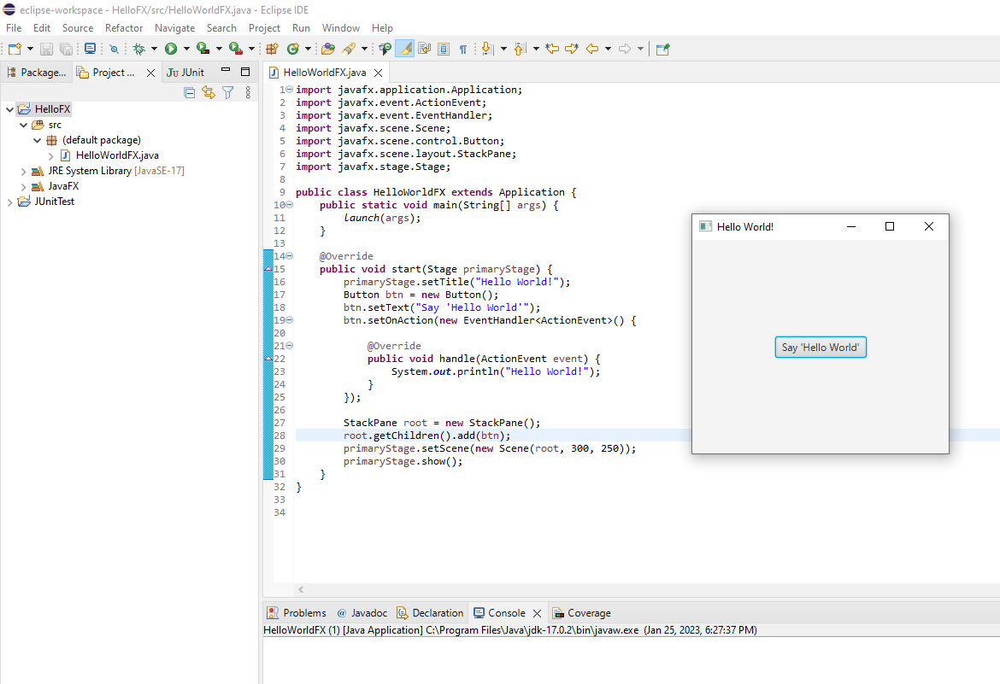 eclipse-workspace - HelloFX/src/HelloWorldFX.java - Eclipse IDE
File Edit Source Refactor Navigate Search Project Run Window Help
Package... Project ... JUnit
HelloFX
src
(default package)
HelloWorldFX.java
JRE System Library [JavaSE-17]
JavaFX
JUnitTest
HelloWorldFX.java
1 import javafx.application.Application;
2 import javafx.event.ActionEvent;
3 import javafx.event.EventHandler;
4 import javafx.scene.Scene;
5 import javafx.scene.control.Button;
6 import javafx.scene.layout.StackPane;
7 import javafx.stage.Stage;
8
9 public class HelloWorldFX extends Application {
10     public static void main(String[] args) {
11         launch(args);
12     }
13
14     @Override
15     public void start(Stage primaryStage) {
16         primaryStage.setTitle("Hello World!");
17         Button btn = new Button();
18         btn.setText("Say 'Hello World'");
19         btn.setOnAction(new EventHandler<ActionEvent>() {
20
21             @Override
22             public void handle(ActionEvent event) {
23                 System.out.println("Hello World!");
24             }
25         });
26
27         StackPane root = new StackPane();
28         root.getChildren().add(btn);
29         primaryStage.setScene(new Scene(root, 300, 250));
30         primaryStage.show();
31     }
32 }
33
34
Hello World!
Say 'Hello World'
Problems @ Javadoc Declaration Console Coverage
HelloWorldFX (1) [Java Application] C:\Program Files\Java\jdk-17.0.2\bin\javaw.exe (Jan 25, 2023, 6:27:37 PM)